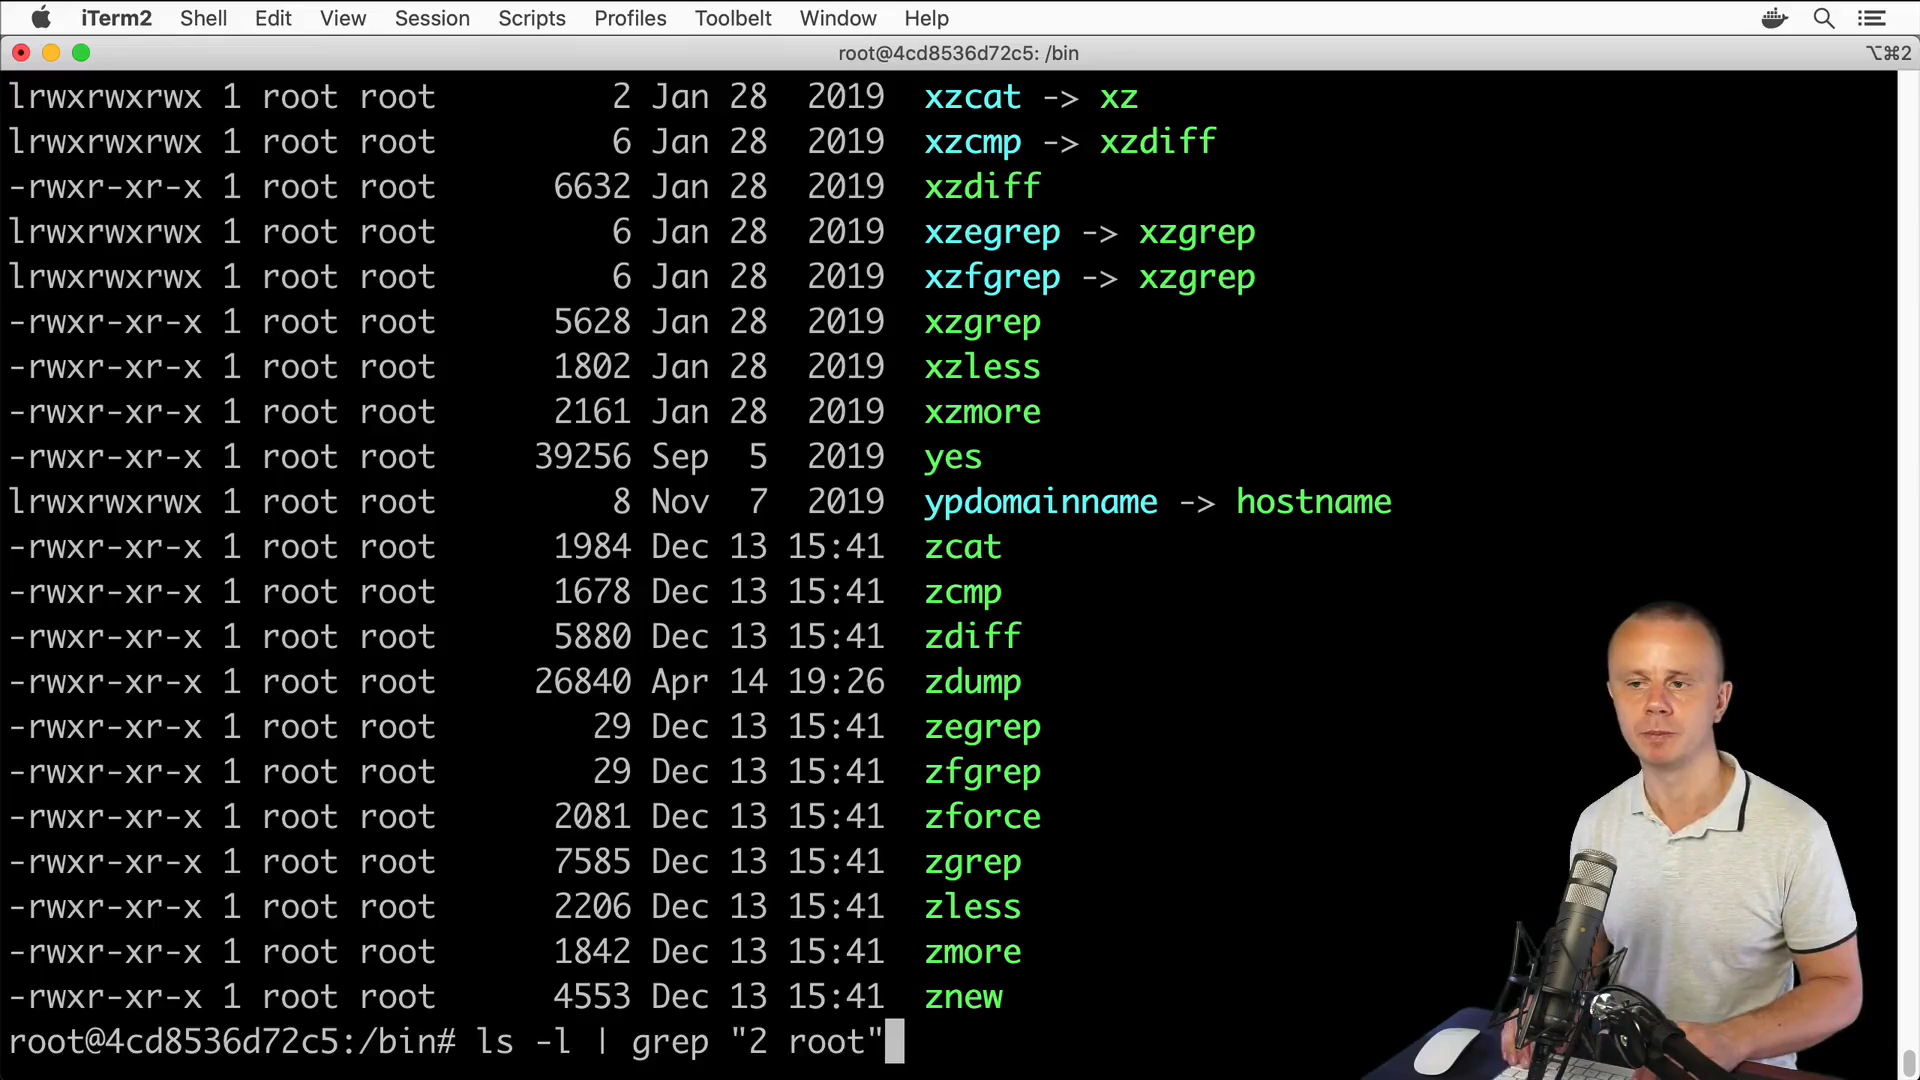 iTerm2 Shell Edit View Session Scripts Profiles Toolbelt Window Help
root@4cd8536d72c5: /bin ⌥⌘2
lrwxrwxrwx 1 root root 2 Jan 28 2019 xzcat -> xz
lrwxrwxrwx 1 root root 6 Jan 28 2019 xzcmp -> xzdiff
-rwxr-xr-x 1 root root 6632 Jan 28 2019 xzdiff
lrwxrwxrwx 1 root root 6 Jan 28 2019 xzegrep -> xzgrep
lrwxrwxrwx 1 root root 6 Jan 28 2019 xzfgrep -> xzgrep
-rwxr-xr-x 1 root root 5628 Jan 28 2019 xzgrep
-rwxr-xr-x 1 root root 1802 Jan 28 2019 xzless
-rwxr-xr-x 1 root root 2161 Jan 28 2019 xzmore
-rwxr-xr-x 1 root root 39256 Sep 5 2019 yes
lrwxrwxrwx 1 root root 8 Nov 7 2019 ypdomainname -> hostname
-rwxr-xr-x 1 root root 1984 Dec 13 15:41 zcat
-rwxr-xr-x 1 root root 1678 Dec 13 15:41 zcmp
-rwxr-xr-x 1 root root 5880 Dec 13 15:41 zdiff
-rwxr-xr-x 1 root root 26840 Apr 14 19:26 zdump
-rwxr-xr-x 1 root root 29 Dec 13 15:41 zegrep
-rwxr-xr-x 1 root root 29 Dec 13 15:41 zfgrep
-rwxr-xr-x 1 root root 2081 Dec 13 15:41 zforce
-rwxr-xr-x 1 root root 7585 Dec 13 15:41 zgrep
-rwxr-xr-x 1 root root 2206 Dec 13 15:41 zless
-rwxr-xr-x 1 root root 1842 Dec 13 15:41 zmore
-rwxr-xr-x 1 root root 4553 Dec 13 15:41 znew
root@4cd8536d72c5:/bin# ls -l | grep "2 root"